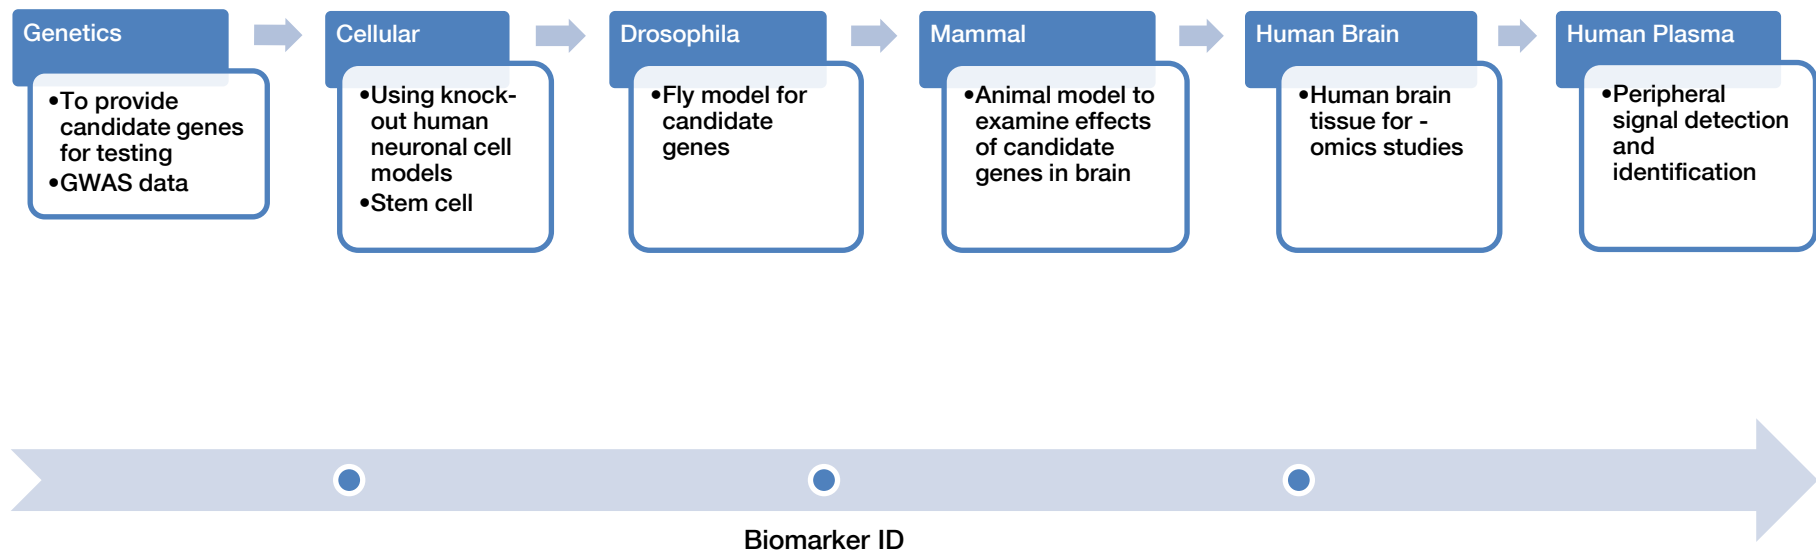 Genetics
•To provide
candidate genes
for testing
•GWAS data
Cellular
•Using knock-
out human
neuronal cell
models
•Stem cell
Drosophila
•Fly model for
candidate
genes
Mammal
•Animal model to
examine effects
of candidate
genes in brain
Human Brain
•Human brain
tissue for -
omics studies
Human Plasma
•Peripheral
signal detection
and
identification
Biomarker ID